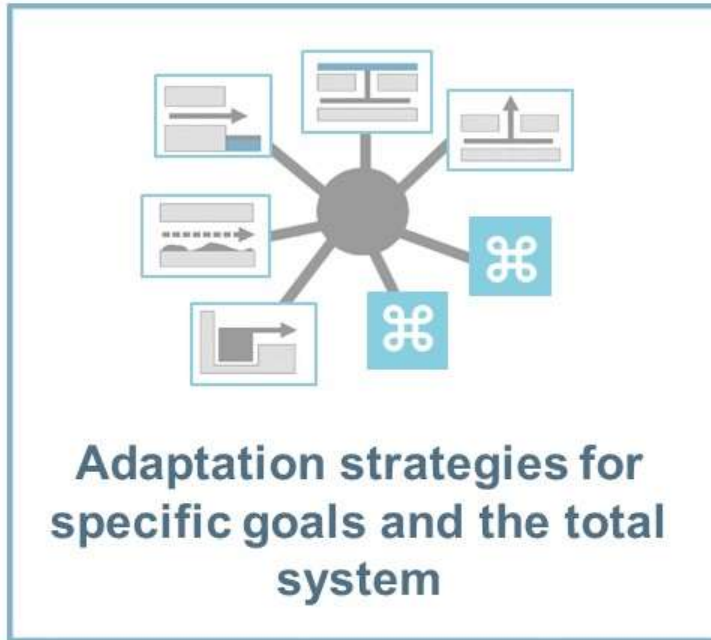 Adaptation strategies for
specific goals and the total
system